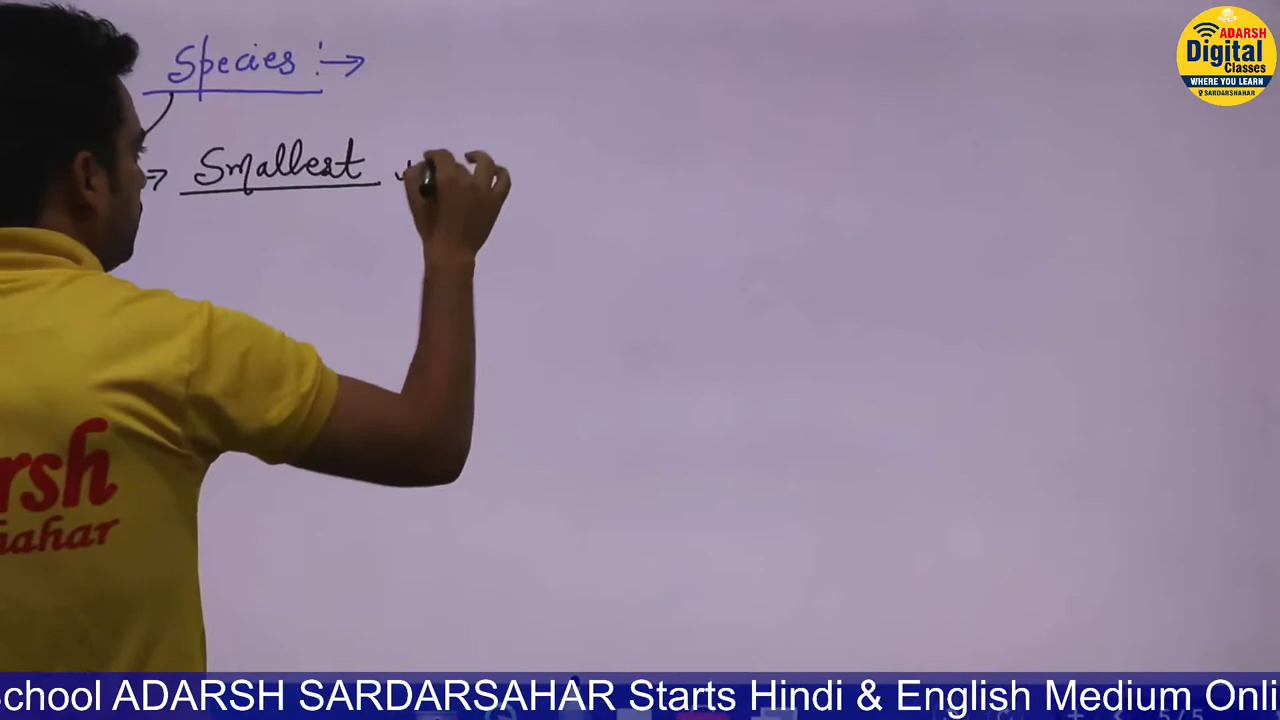 Species :→
→ Smallest
ADARSH
Digital
Classes
WHERE YOU LEARN
SARDARSHAHAR
rsh
hahar
chool ADARSH SARDARSAHAR Starts Hindi & English Medium Onli